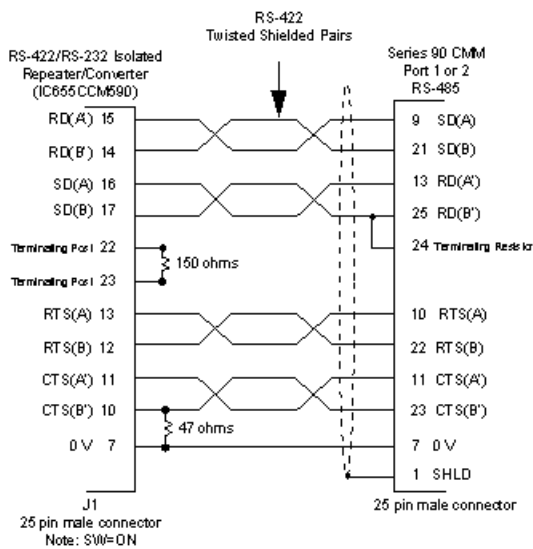 RS-422
Twisted Shielded Pairs
RS-422/RS-232 Isolated
Repeater/Converter
(IC655CCM590)
Series 90 CMM
Port 1 or 2
RS-485
RD(A') 15
9 SD(A)
RD(B') 14
21 SD(B)
SD(A) 16
13 RD(A')
SD(B) 17
25 RD(B')
Terminating Post 22
24 Terminating Resistor
150 ohms
Terminating Post 23
RTS(A) 13
10 RTS(A)
RTS(B) 12
22 RTS(B)
CTS(A') 11
11 CTS(A')
CTS(B') 10
23 CTS(B')
47 ohms
0 V 7
7 0 V
1 SHLD
J1
25 pin male connector
25 pin male connector
Note: SW=ON